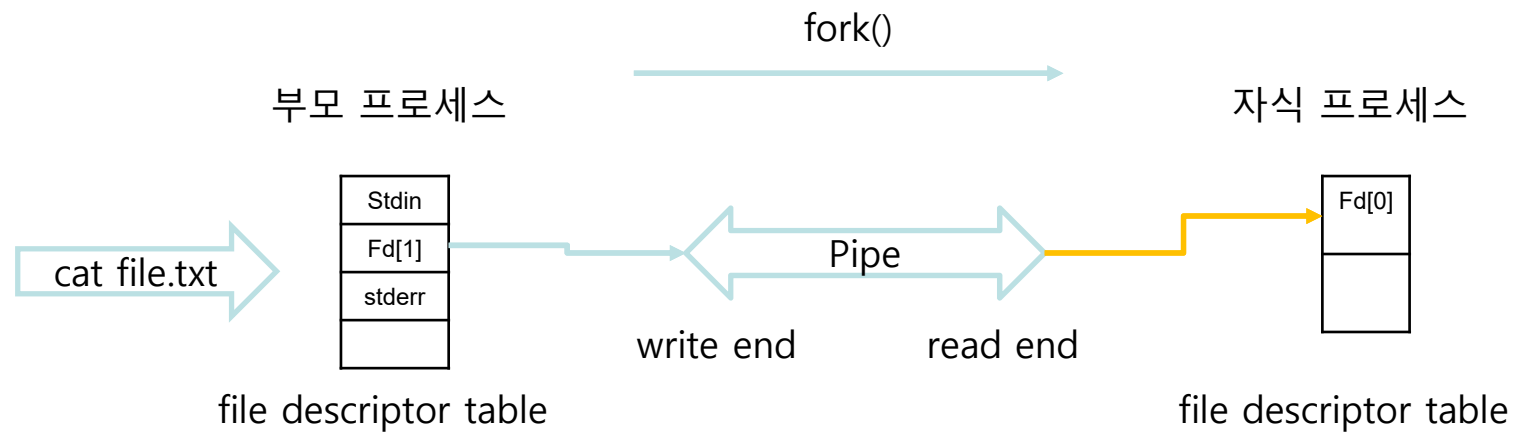 fork()
부모 프로세스
자식 프로세스
Stdin
Fd[1]
stderr
cat file.txt
Pipe
Fd[0]
write end
read end
file descriptor table
file descriptor table